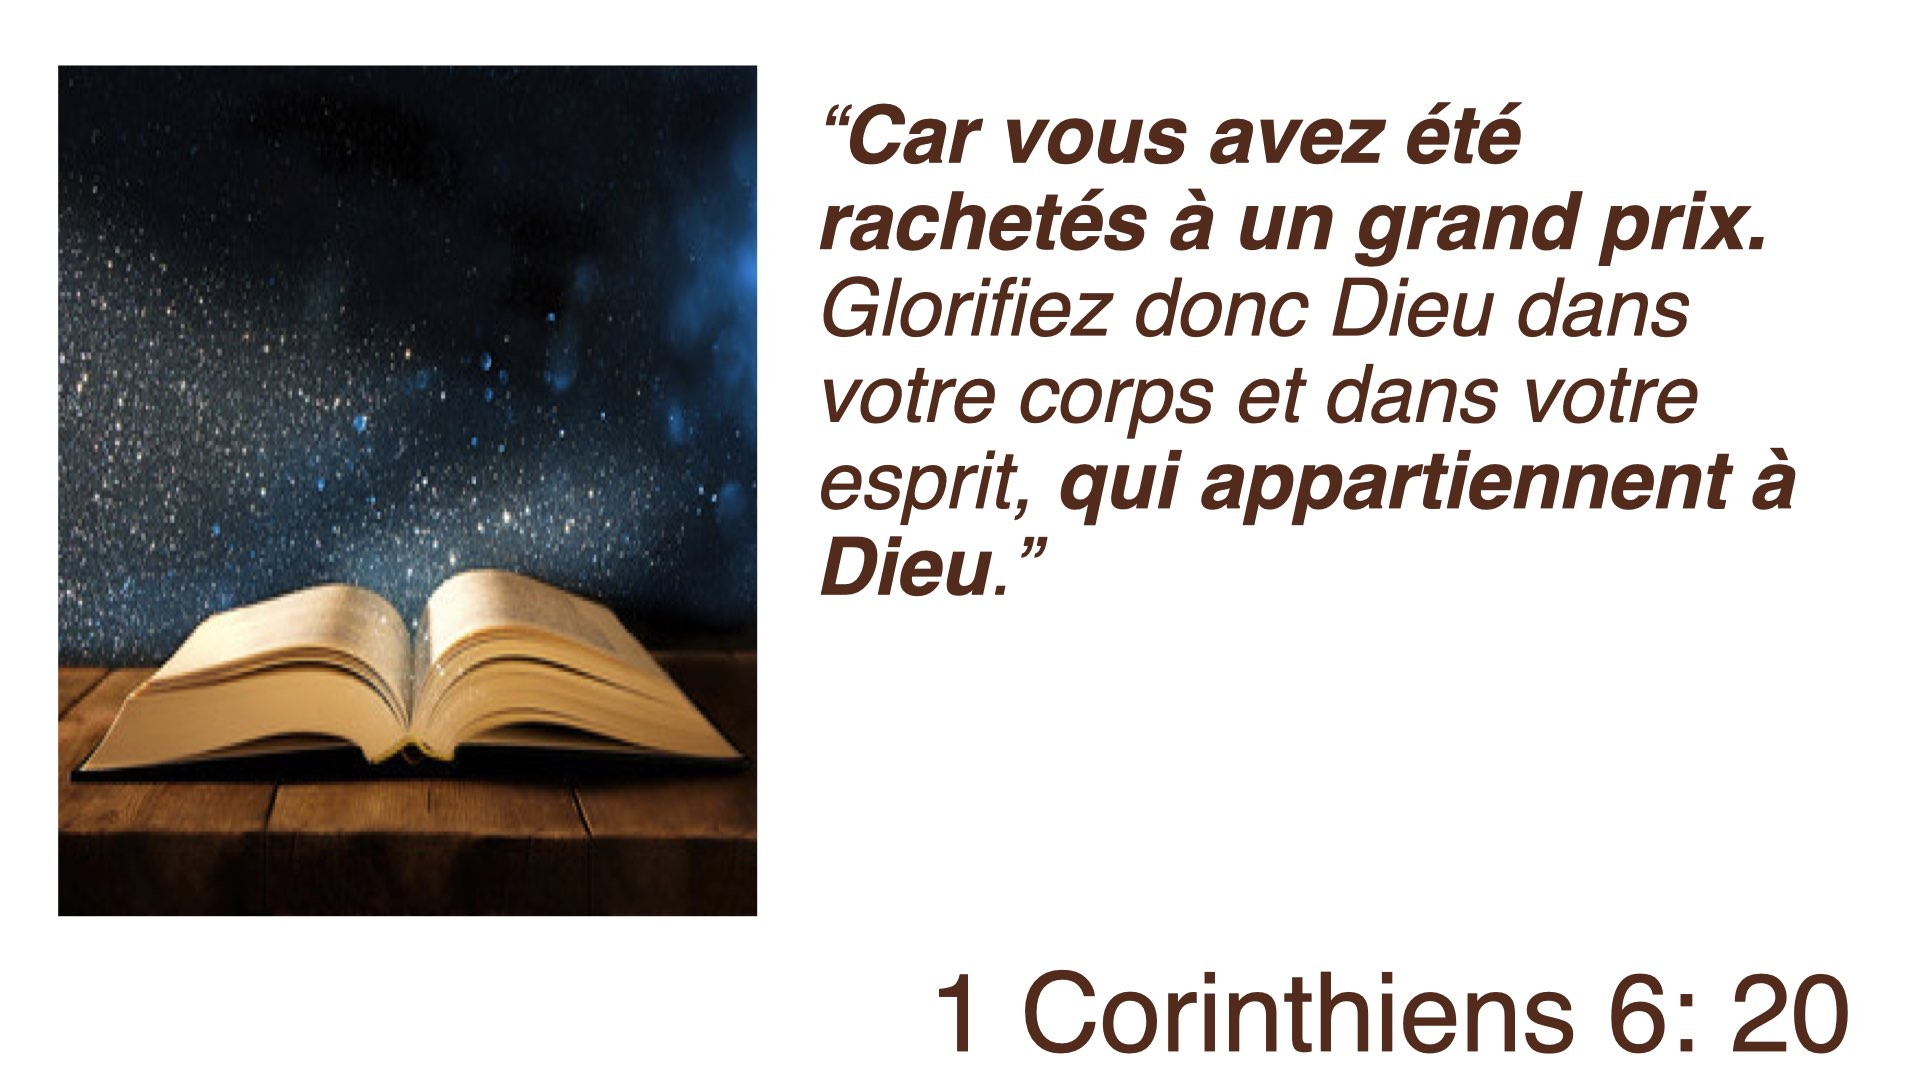 “Car vous avez été
rachetés à un grand prix.
Glorifiez donc Dieu dans
votre corps et dans votre
esprit, qui appartiennent à
Dieu.”
1 Corinthiens 6: 20